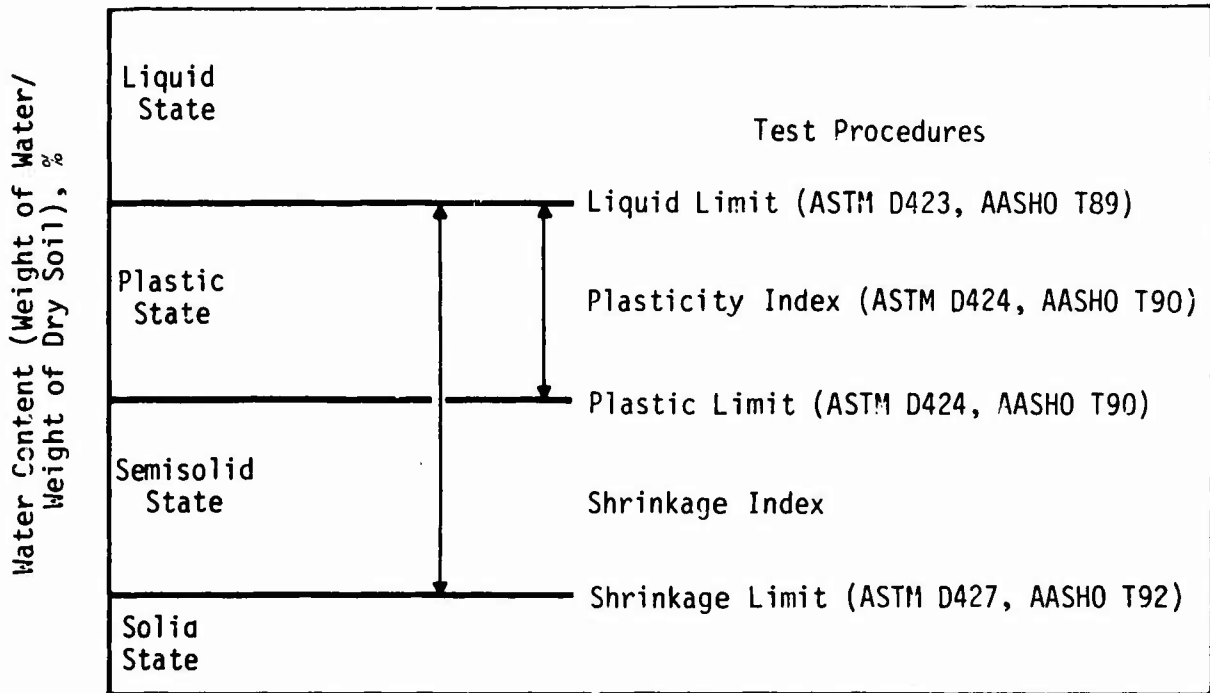 Water Content (Weight of Water/
Weight of Dry Soil), %
Liquid
State
Test Procedures
Liquid Limit (ASTM D423, AASHO T89)
Plastic
State
Plasticity Index (ASTM D424, AASHO T90)
Plastic Limit (ASTM D424, AASHO T90)
Semisolid
State
Shrinkage Index
Shrinkage Limit (ASTM D427, AASHO T92)
Solid
State